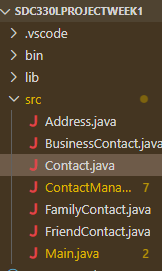 SDC330LPROJECTWEEK1
.vscode
bin
lib
src
Address.java
BusinessContact.java
Contact.java
ContactMana... 7
FamilyContact.java
FriendContact.java
Main.java 2